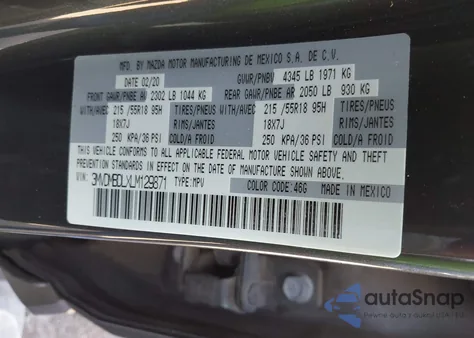 MFD. BY MAZDA MOTOR MANUFACTURING DE MEXICO S.A. DE C.V.
DATE 02/20 GVWR/PNBV 4345 LB 1971 KG
FRONT GAWR/PNBE AV 2302 LB 1044 KG REAR GAWR/PNBE AR 2050 LB 930 KG
WITH/AVEC 215 /55R18 95H TIRES/PNEUS WITH/AVEC 215 /55R18 95H TIRES/PNEUS
18X7J RIMS/JANTES 18X7J RIMS/JANTES
250 KPA/36 PSI COLD/FROID 250 KPA/36 PSI COLD/FROID
THIS VEHICLE CONFORMS TO ALL APPLICABLE FEDERAL MOTOR VEHICLE SAFETY, BUMPER, AND THEFT PREVENTION
STANDARDS IN EFFECT ON THE DATE OF MANUFACTURE SHOWN ABOVE.
VIN: 3MVDMBDLXLM129871 TYPE: MPV COLOR CODE: 46G MADE IN MEXICO
autoSnap